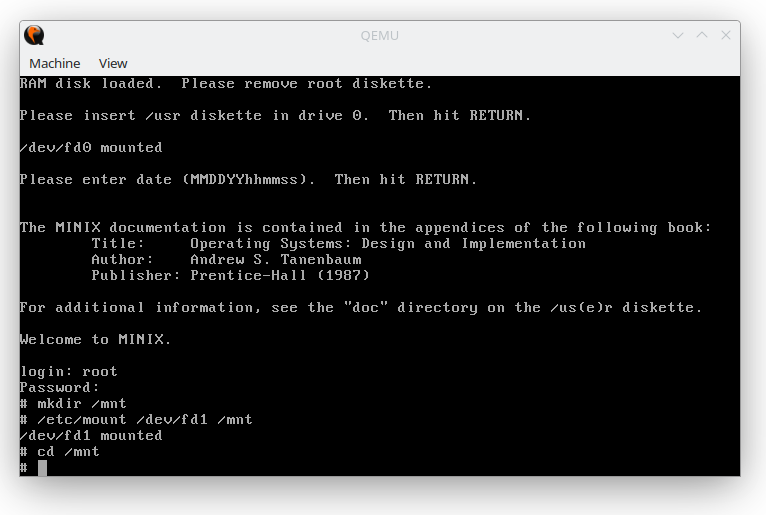 QEMU
Machine View
RAM disk loaded.  Please remove root diskette.
Please insert /usr diskette in drive 0.  Then hit RETURN.
/dev/fd0 mounted
Please enter date (MMDDYYhhmmss).  Then hit RETURN.
The MINIX documentation is contained in the appendices of the following book:
Title:     Operating Systems: Design and Implementation
Author:    Andrew S. Tanenbaum
Publisher: Prentice-Hall (1987)
For additional information, see the "doc" directory on the /us(e)r diskette.
Welcome to MINIX.
login: root
Password:
# mkdir /mnt
# /etc/mount /dev/fd1 /mnt
/dev/fd1 mounted
# cd /mnt
#